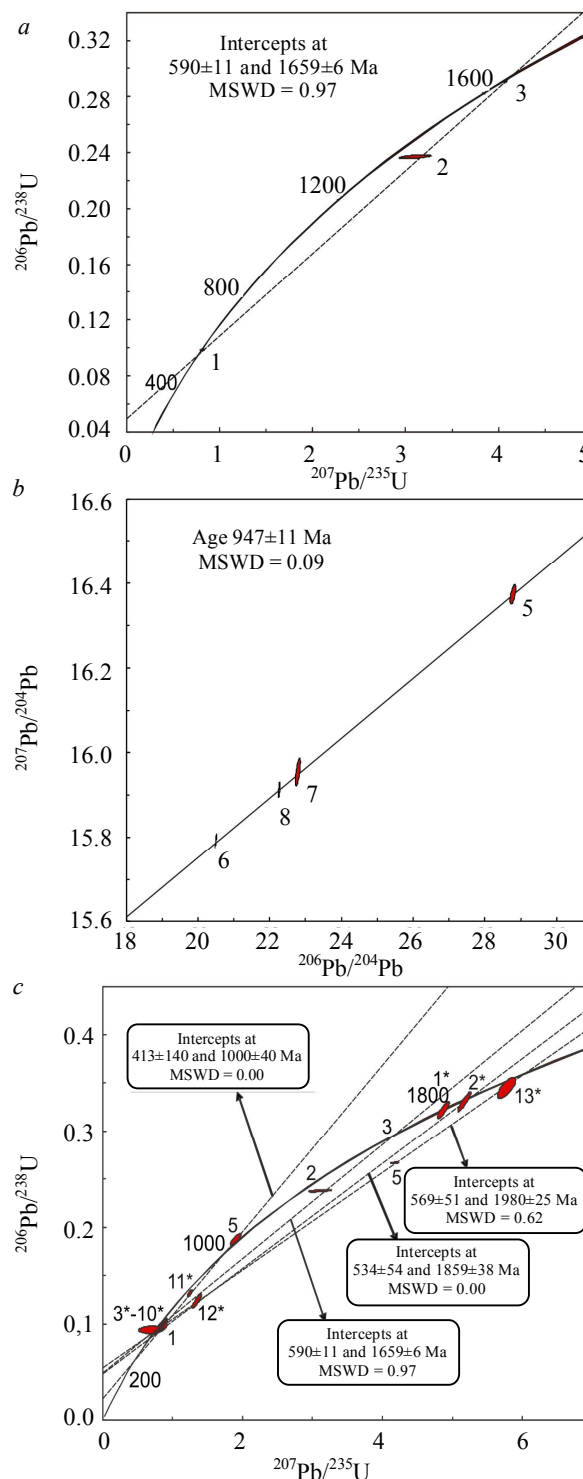 a
Intercepts at
590±11 and 1659±6 Ma
MSWD = 0.97
0.32
0.28
0.24
0.20
0.16
0.12
0.08
0.04
1600
3
2
1200
800
1
400
0
1
2
3
4
5
²⁰⁶Pb/²³⁸U
²⁰⁷Pb/²³⁵U
b
Age 947±11 Ma
MSWD = 0.09
16.6
16.4
16.2
16.0
15.8
15.6
5
7
8
6
18
20
22
24
26
28
30
²⁰⁷Pb/²⁰⁴Pb
²⁰⁶Pb/²⁰⁴Pb
c
0.4
0.3
0.2
0.1
0.0
Intercepts at
413±140 and 1000±40 Ma
MSWD = 0.00
1*
2*
1800
13*
3
2
5
5
1000
Intercepts at
569±51 and 1980±25 Ma
MSWD = 0.62
11*
12*
3*-10*
1
Intercepts at
534±54 and 1859±38 Ma
MSWD = 0.00
Intercepts at
590±11 and 1659±6 Ma
MSWD = 0.97
200
0
2
4
6
²⁰⁶Pb/²³⁸U
²⁰⁷Pb/²³⁵U